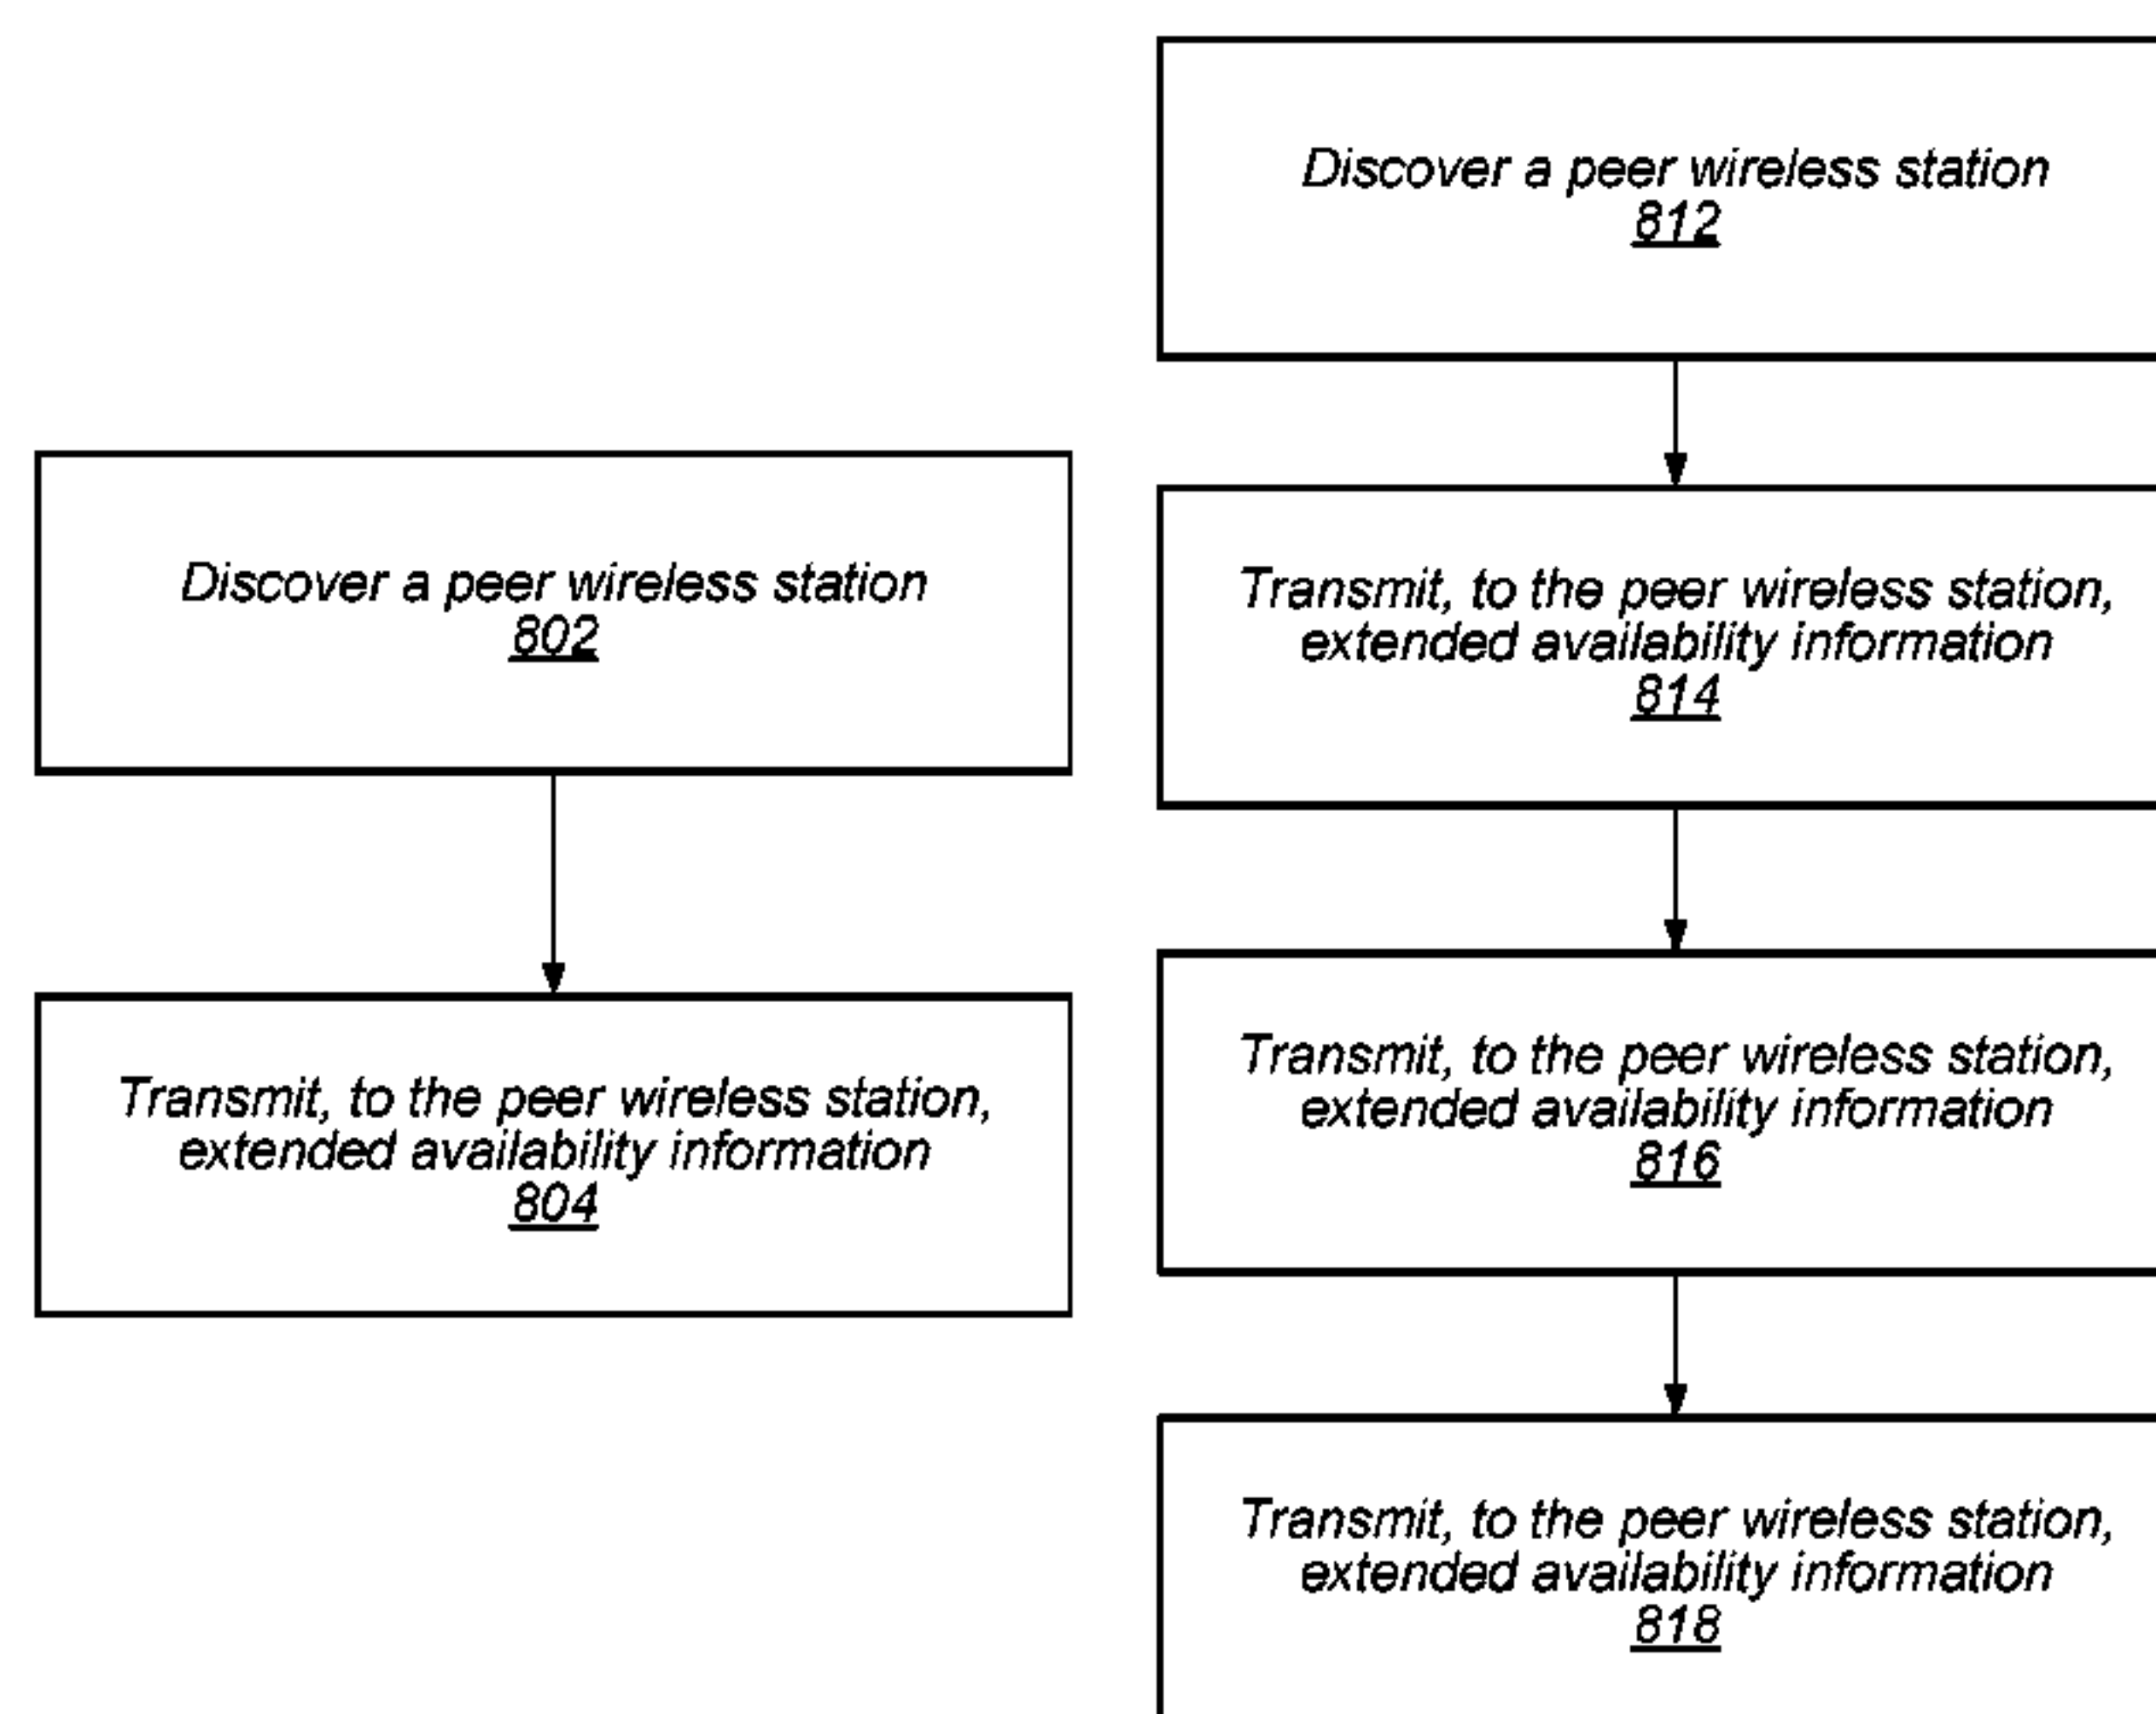 Discover a peer wireless station
802
Transmit, to the peer wireless station,
extended availability information
804
Discover a peer wireless station
812
Transmit, to the peer wireless station,
extended availability information
814
Transmit, to the peer wireless station,
extended availability information
816
Transmit, to the peer wireless station,
extended availability information
818